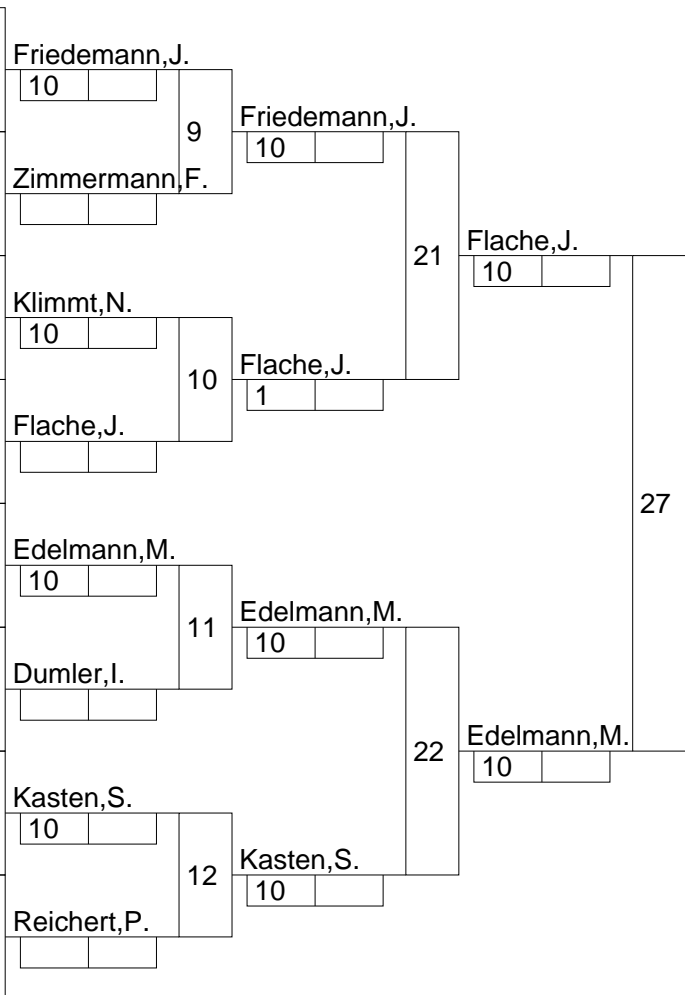 Friedemann,J.
10
9
Friedemann,J.
10
Zimmermann,F.
21
Flache,J.
10
Klimmt,N.
10
10
Flache,J.
1
Flache,J.
27
Edelmann,M.
10
11
Edelmann,M.
10
Dumler,I.
22
Edelmann,M.
10
Kasten,S.
10
12
Kasten,S.
10
Reichert,P.